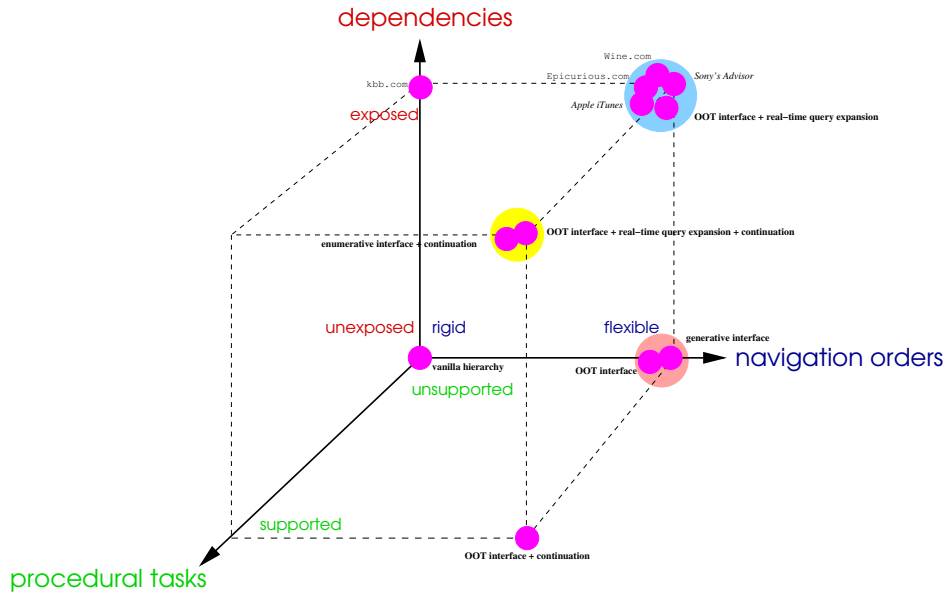 dependencies
Wine.com
Epicurious.com
Sony's Advisor
kbb.com
Apple iTunes
exposed
OOT interface + real-time query expansion
OOT interface + real-time query expansion + continuation
enumerative interface + continuation
unexposed
rigid
flexible
generative interface
navigation orders
vanilla hierarchy
OOT interface
unsupported
supported
OOT interface + continuation
procedural tasks